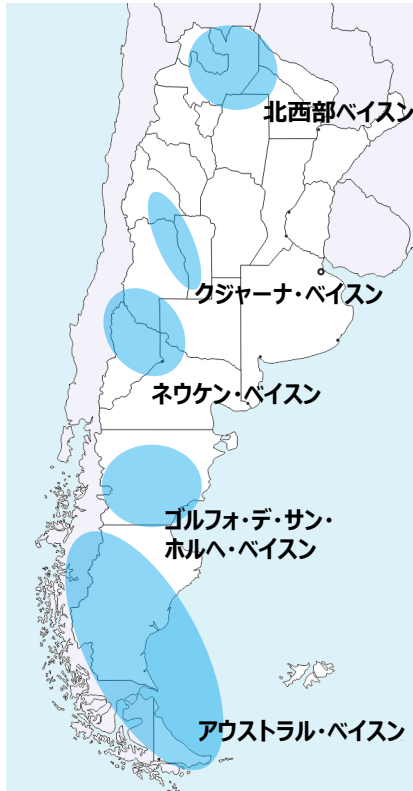 北西部ベイスン
クジャーナ・ベイスン
ネウケン・ベイスン
ゴルフォ・デ・サン・
ホルヘ・ベイスン
アウストラル・ベイスン